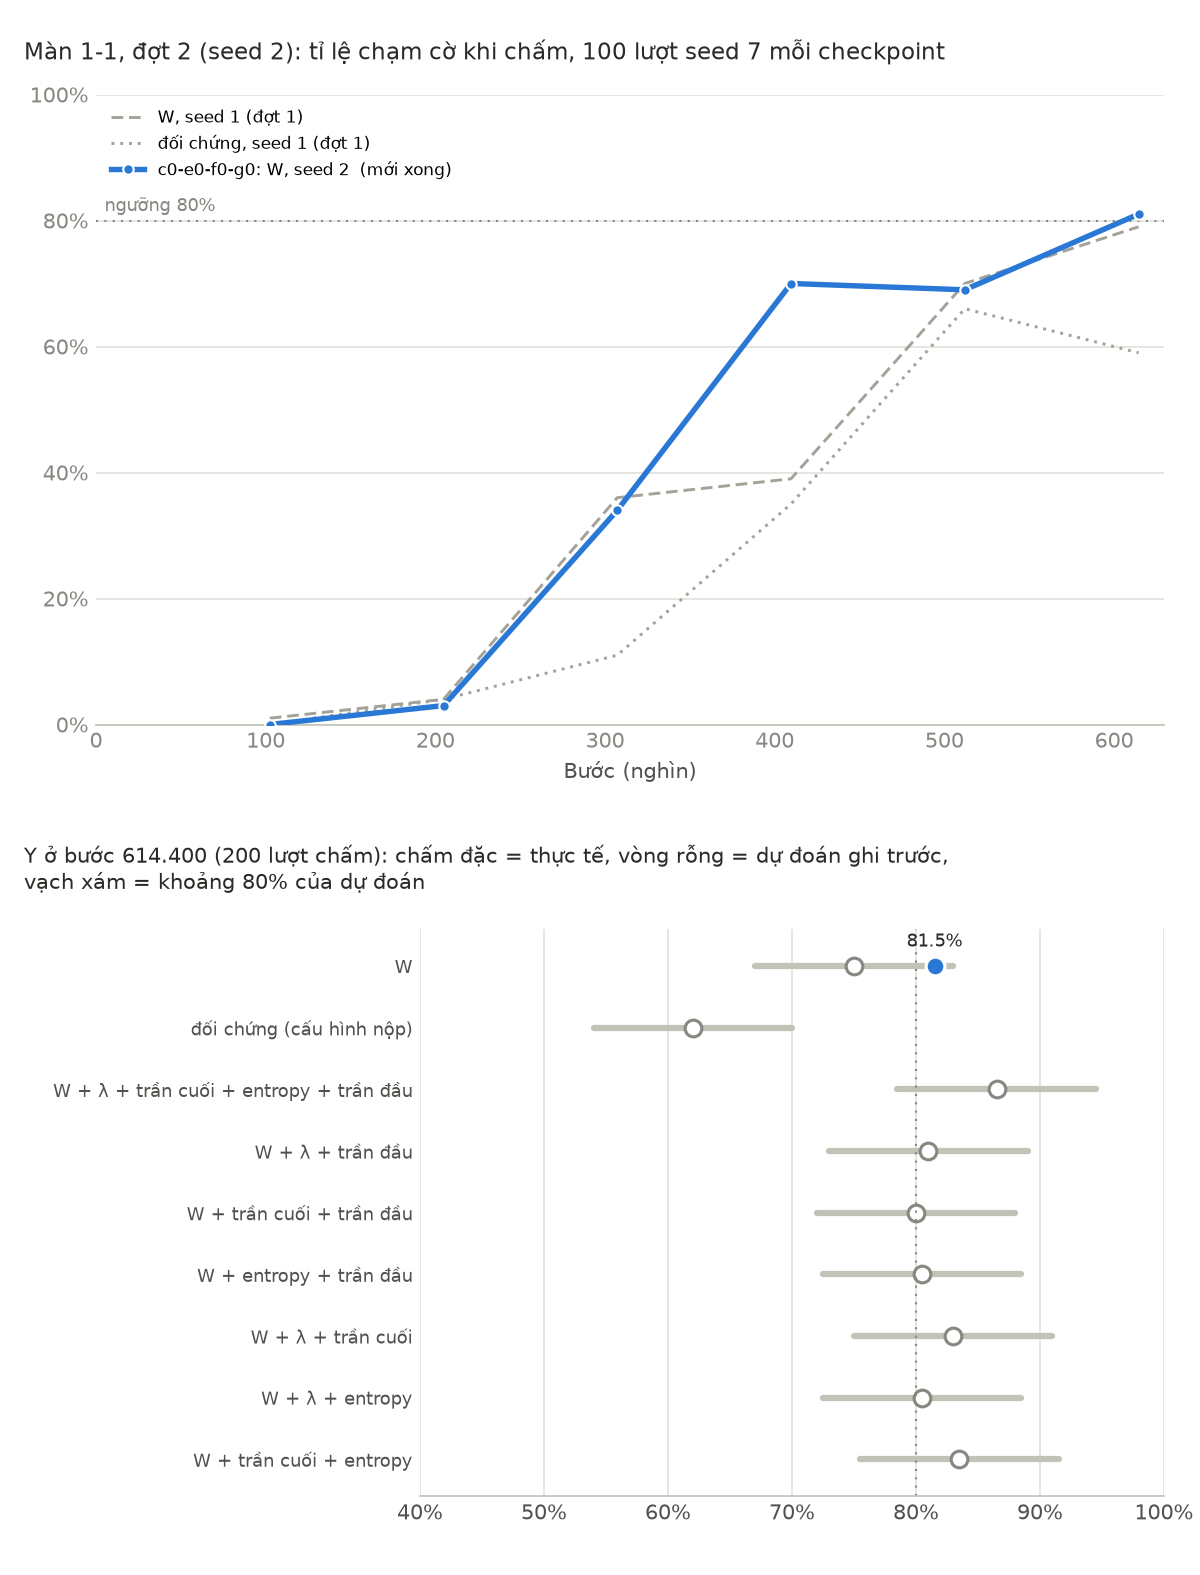 Màn 1-1, đợt 2 (seed 2): tỉ lệ chạm cờ khi chấm, 100 lượt seed 7 mỗi checkpoint
100%
W, seed 1 (đợt 1)
đối chứng, seed 1 (đợt 1)
c0-e0-f0-g0: W, seed 2  (mới xong)
ngưỡng 80%
80%
60%
40%
20%
0%
0 100 200 300 400 500 600
Bước (nghìn)
Y ở bước 614.400 (200 lượt chấm): chấm đặc = thực tế, vòng rỗng = dự đoán ghi trước,
vạch xám = khoảng 80% của dự đoán
81.5%
W
đối chứng (cấu hình nộp)
W + λ + trần cuối + entropy + trần đầu
W + λ + trần đầu
W + trần cuối + trần đầu
W + entropy + trần đầu
W + λ + trần cuối
W + λ + entropy
W + trần cuối + entropy
40% 50% 60% 70% 80% 90% 100%